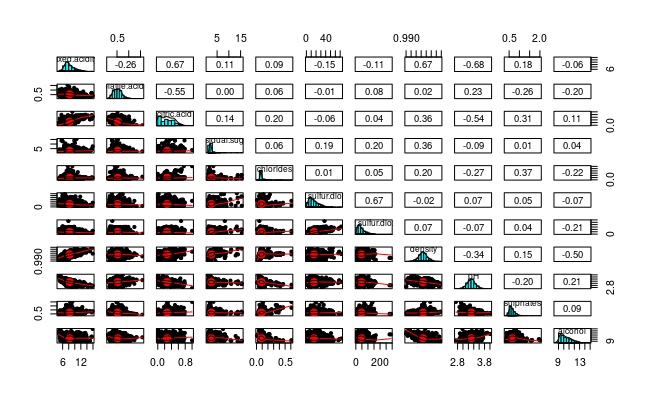 0.5 5 15 0 40 0.990 0.5 2.0
fixed.acidity -0.26 0.67 0.11 0.09 -0.15 -0.11 0.67 -0.68 0.18 -0.06 6
0.5 -0.55 0.00 0.06 -0.01 0.08 0.02 0.23 -0.26 -0.20
citric.acid 0.14 0.20 -0.06 0.04 0.36 -0.54 0.31 0.11 0.0
5 0.06 0.19 0.20 0.36 -0.09 0.01 0.04
chlorides 0.01 0.05 0.20 -0.27 0.37 -0.22 0.0
0 .sulfur.dio 0.67 -0.02 0.07 0.05 -0.07
.sulfur.dio 0.07 -0.07 0.04 -0.21 0
0.990 density -0.34 0.15 -0.50
pH -0.20 0.21 2.8
0.5 sulphates 0.09
alcohol 9
6 12 0.0 0.8 0.0 0.5 0 200 2.8 3.8 9 13